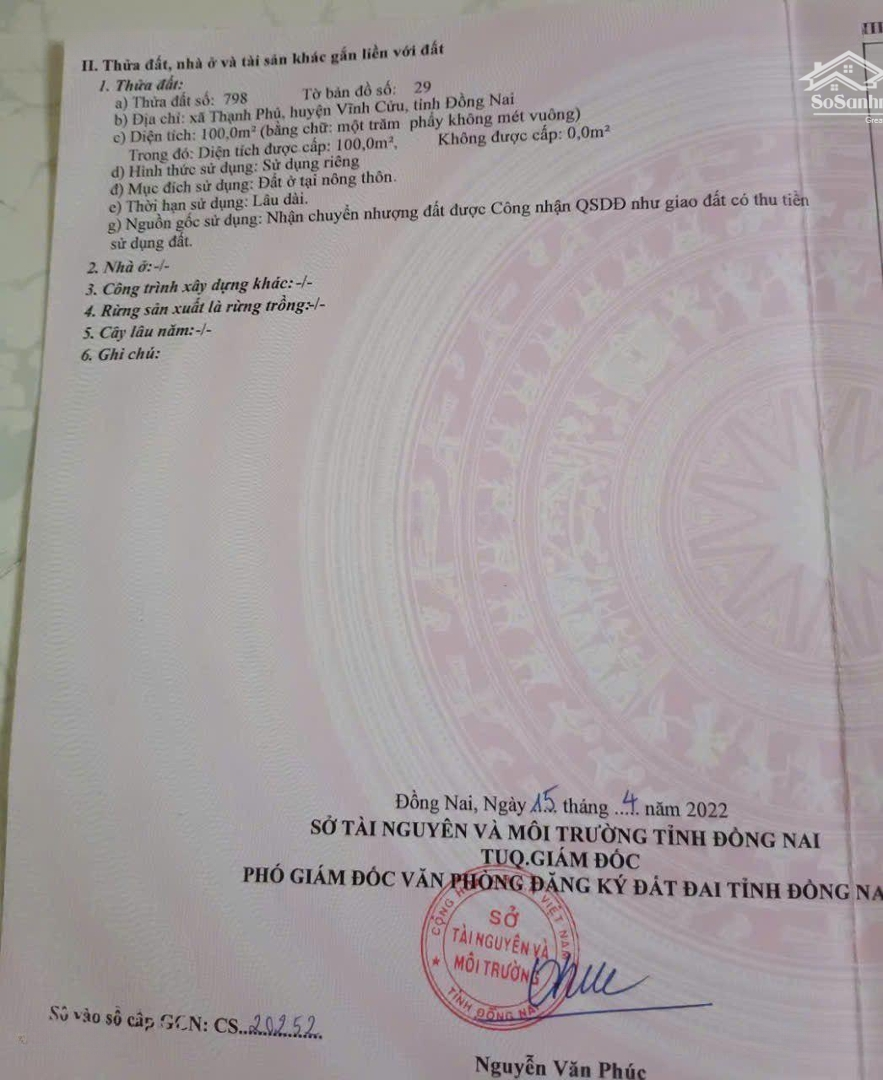 II. Thửa đất, nhà ở và tài sản khác gắn liền với đất
1. Thửa đất:
a) Thửa đất số: 798 Tờ bản đồ số: 29
b) Địa chỉ: xã Thạnh Phú, huyện Vĩnh Cửu, tỉnh Đồng Nai
c) Diện tích: 100,0m² (bằng chữ: một trăm phẩy không mét vuông)
Trong đó: Diện tích được cấp: 100,0m², Không được cấp: 0,0m²
d) Hình thức sử dụng: Sử dụng riêng
đ) Mục đích sử dụng: Đất ở tại nông thôn.
e) Thời hạn sử dụng: Lâu dài.
g) Nguồn gốc sử dụng: Nhận chuyển nhượng đất được Công nhận QSDĐ như giao đất có thu tiền
sử dụng đất.
2. Nhà ở:-/-
3. Công trình xây dựng khác:-/-
4. Rừng sản xuất là rừng trồng:-/-
5. Cây lâu năm:-/-
6. Ghi chú:
III
SoSanh
Grea
Đồng Nai, Ngày 15 tháng 4 năm 2022
SỞ TÀI NGUYÊN VÀ MÔI TRƯỜNG TỈNH ĐỒNG NAI
TUQ.GIÁM ĐỐC
PHÓ GIÁM ĐỐC VĂN PHÒNG ĐĂNG KÝ ĐẤT ĐAI TỈNH ĐỒNG NA
SỞ
TÀI NGUYÊN VÀ
MÔI TRƯỜNG
TỈNH ĐỒNG NAI
Số vào sổ cấp GCN: CS..20252
Nguyễn Văn Phúc